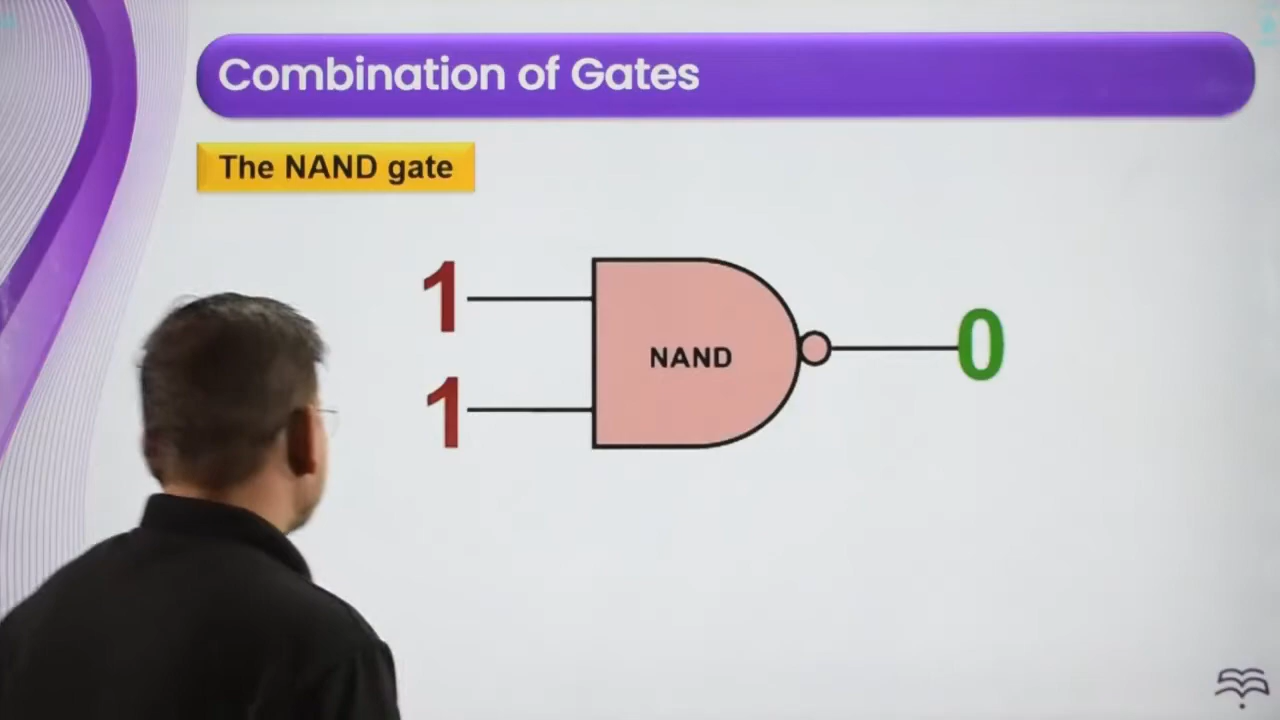 Combination of Gates
The NAND gate
1
NAND
0
1